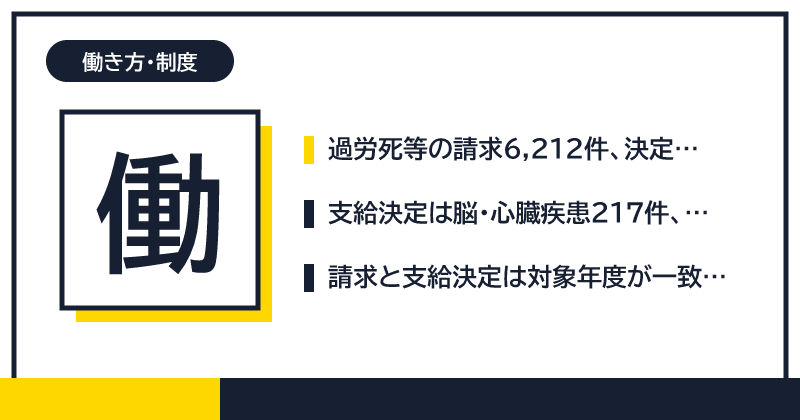 働き方・制度
働
過労死等の請求6,212件、決定…
支給決定は脳・心臓疾患217件、…
請求と支給決定は対象年度が一致…